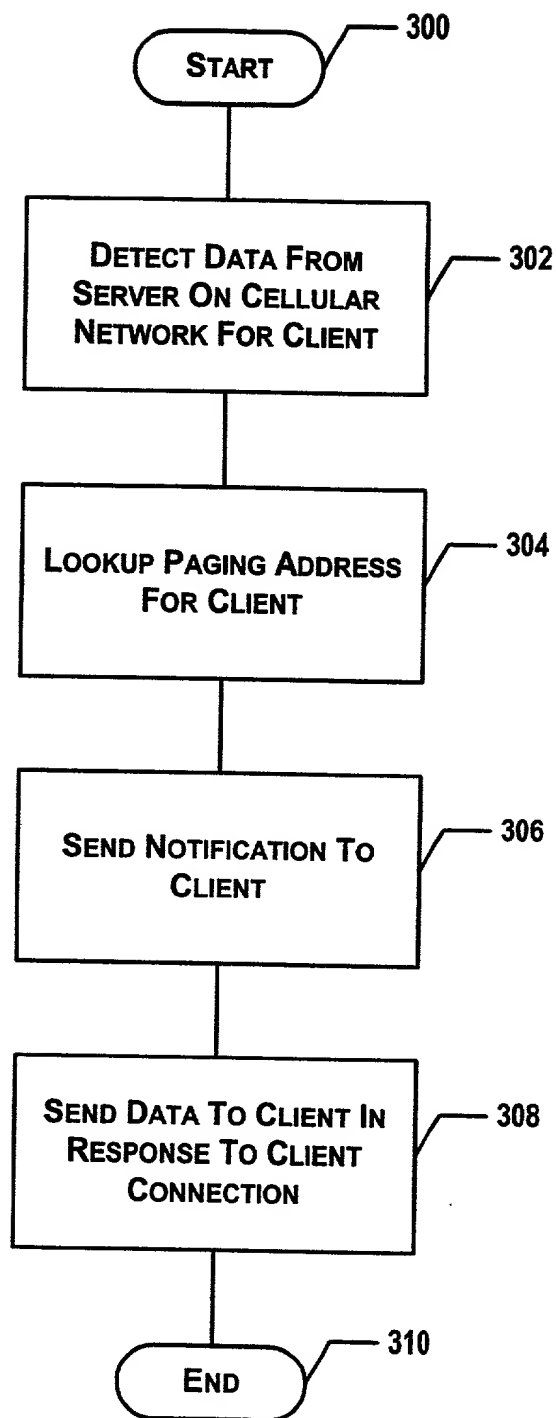 START
300
DETECT DATA FROM
SERVER ON CELLULAR
NETWORK FOR CLIENT
302
LOOKUP PAGING ADDRESS
FOR CLIENT
304
SEND NOTIFICATION TO
CLIENT
306
SEND DATA TO CLIENT IN
RESPONSE TO CLIENT
CONNECTION
308
END
310